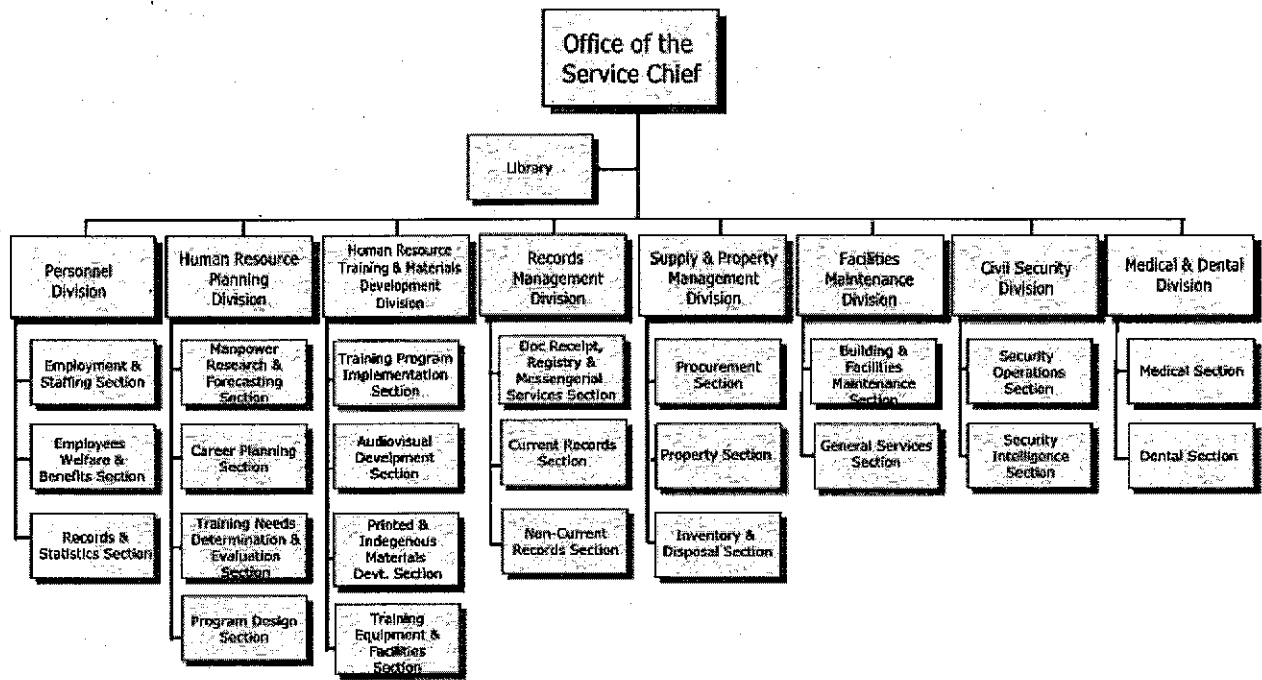 Office of the
Service Chief
Library
Personnel
Division
Human Resource
Planning
Division
Human Resource
Training & Materials
Development
Division
Records
Management
Division
Supply & Property
Management
Division
Facilities
Maintenance
Division
Civil Security
Division
Medical & Dental
Division
Employment &
Staffing Section
Employees
Welfare &
Benefits Section
Records &
Statistics Section
Manpower
Research &
Forecasting
Section
Career Planning
Section
Training Needs
Determination &
Evaluation
Section
Program Design
Section
Training Program
Implementation
Section
Audiovisual
Develpment
Section
Printed &
Indegenous
Materials
Devt. Section
Training
Equipment &
Facilities
Section
Doc Receipt,
Registry &
Messengerial
Services Section
Current Records
Section
Non-Current
Records Section
Procurement
Section
Property Section
Inventory &
Disposal Section
Building &
Facilities
Maintenance
Section
General Services
Section
Security
Operations
Section
Security
Intelligence
Section
Medical Section
Dental Section